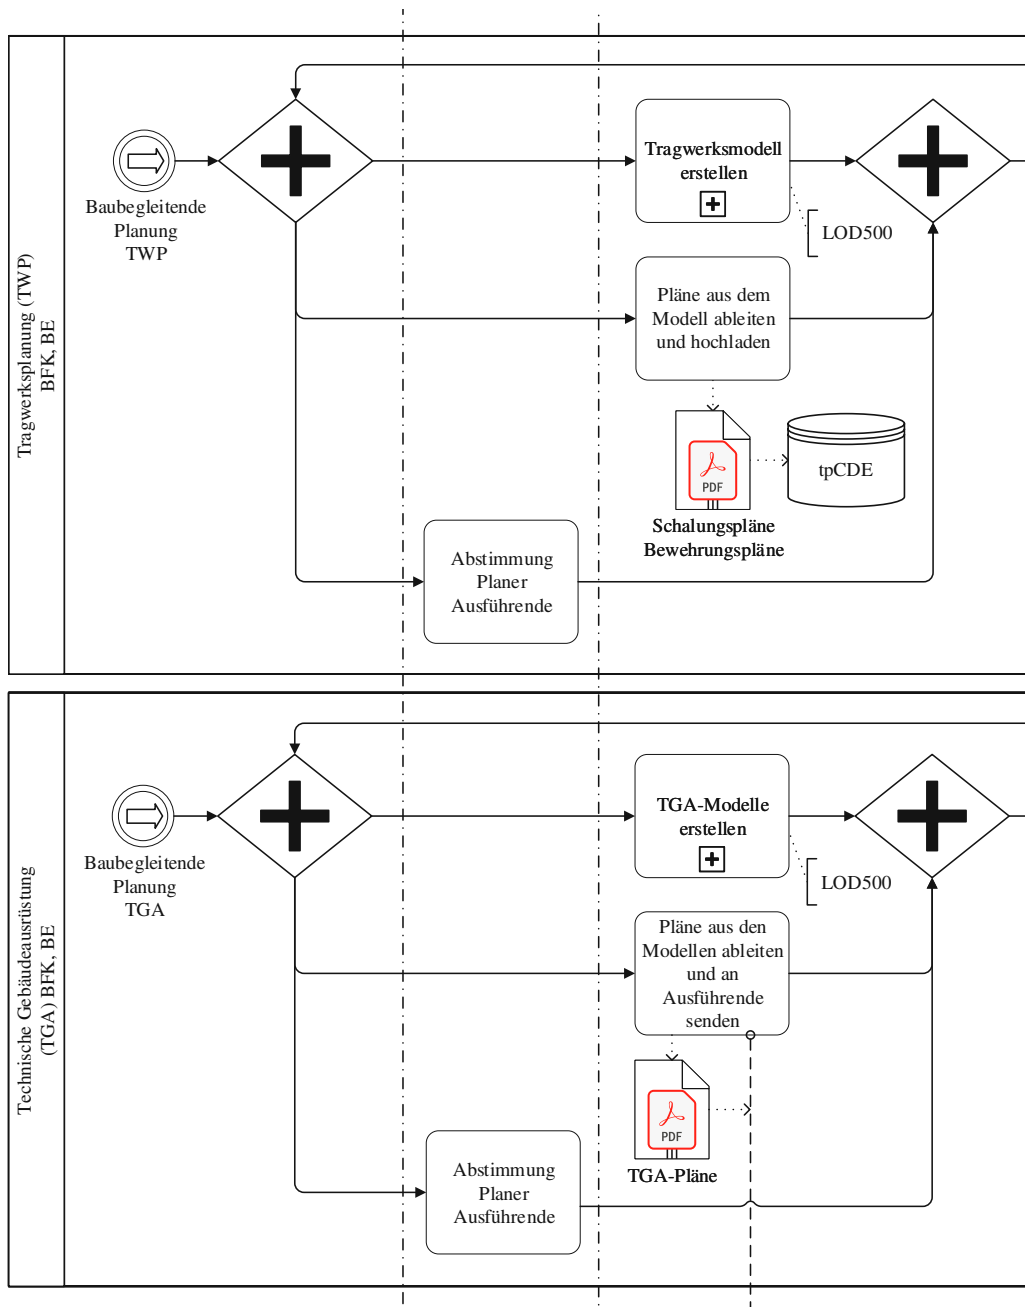 Tragwerksplanung (TWP)
BFK, BE
Baubegleitende
Planung
TWP
Tragwerksmodell
erstellen
LOD500
Pläne aus dem
Modell ableiten
und hochladen
PDF
tpCDE
Schalungspläne
Bewehrungspläne
Abstimmung
Planer
Ausführende
Technische Gebäudeausrüstung
(TGA) BFK, BE
Baubegleitende
Planung
TGA
TGA-Modelle
erstellen
LOD500
Pläne aus den
Modellen ableiten
und an
Ausführende
senden
PDF
TGA-Pläne
Abstimmung
Planer
Ausführende